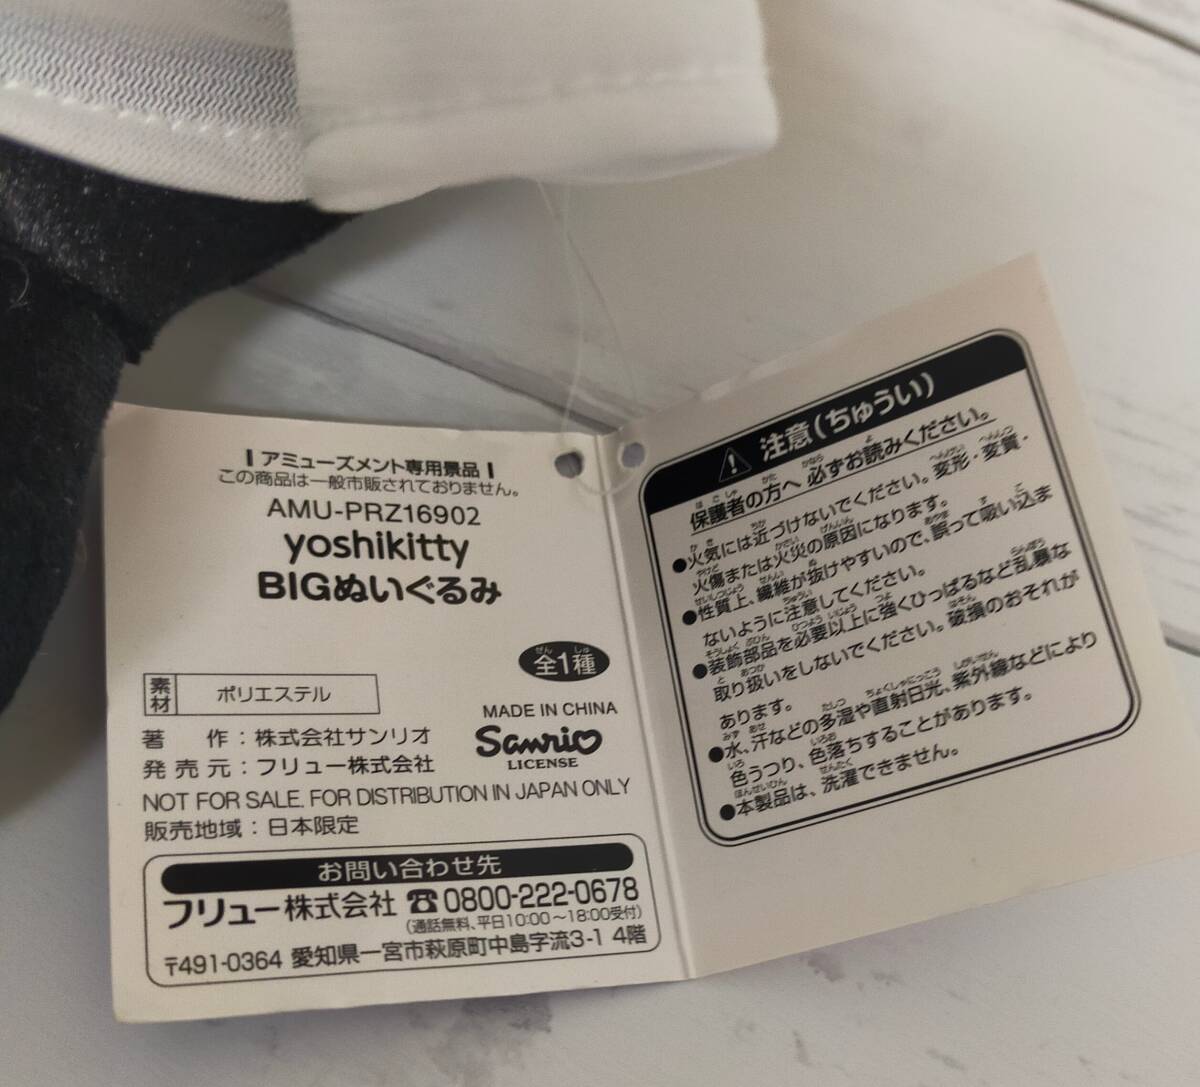 アミューズメント専用景品
この商品は一般市販されておりません。
AMU-PRZ16902
yoshikitty
BIGぬいぐるみ
全1種
ぜん しゅ
素材 ポリエステル
MADE IN CHINA
著　作：株式会社サンリオ
Sanrio
LICENSE
発売元：フリュー株式会社
NOT FOR SALE. FOR DISTRIBUTION IN JAPAN ONLY
販売地域：日本限定
お問い合わせ先
フリュー株式会社 ☎0800-222-0678
(通話無料、平日10:00～18:00受付)
〒491-0364 愛知県一宮市萩原町中島字流3-1 4階
注意(ちゅうい)
保護者の方へ 必ずお読みください。
●火気には近づけないでください。変形・変質・
火傷または火災の原因になります。
●性質上、繊維が抜けやすいので、誤って吸い込ま
ないように注意してください。
●装飾部品を必要以上に強くひっぱるなど乱暴な
取り扱いをしないでください。破損のおそれが
あります。
●水、汗などの多湿や直射日光、紫外線などにより
色うつり、色落ちすることがあります。
●本製品は、洗濯できません。